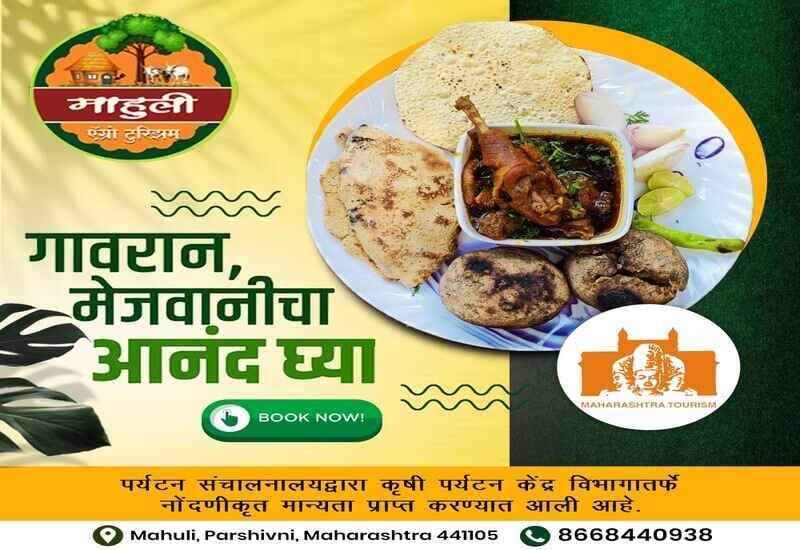 माहुली
ऍग्रो टुरिझम
गावरान,
मेजवानीचा
आनंद घ्या
BOOK NOW!
MAHARASHTRA TOURISM
पर्यटन संचालनालयद्वारा कृषी पर्यटन केंद्र विभागातर्फे
नोंदणीकृत मान्यता प्राप्त करण्यात आली आहे.
Mahuli, Parshivni, Maharashtra 441105
8668440938